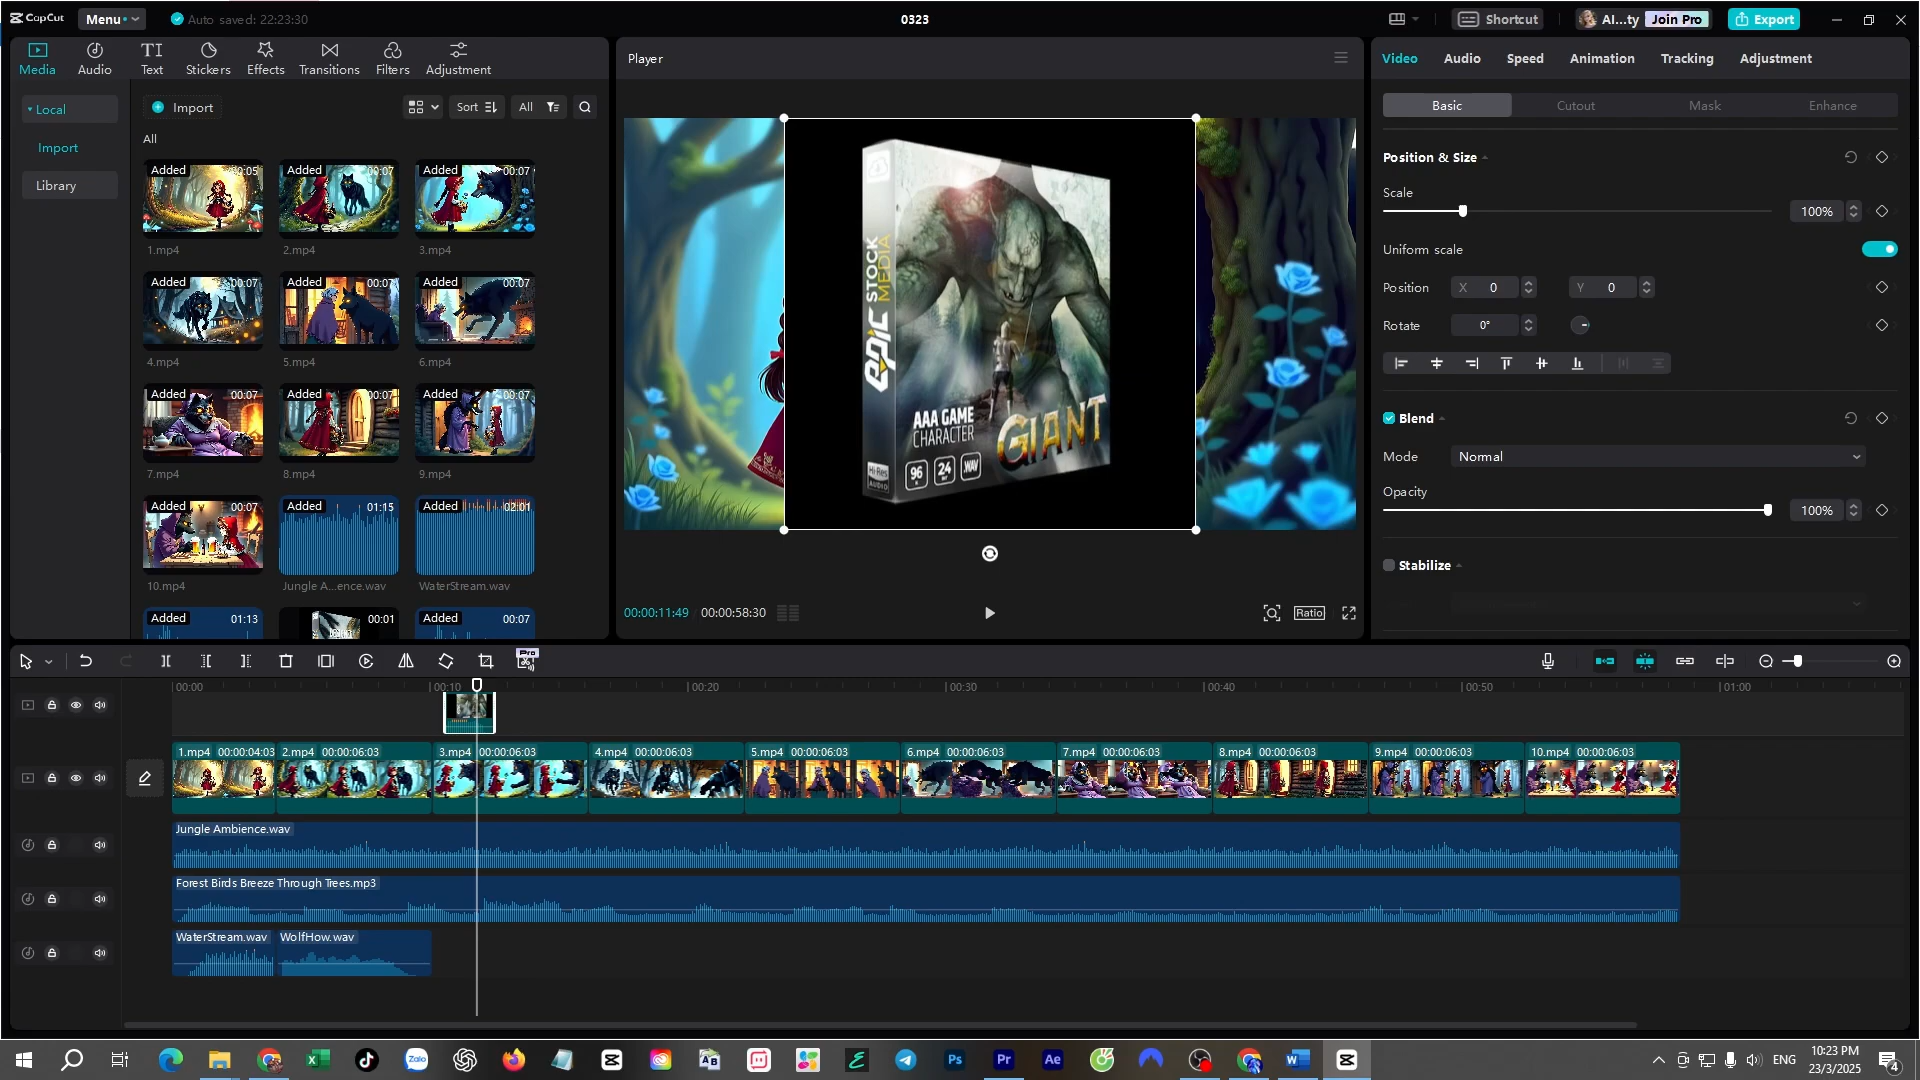 CapCut
Menu
Auto saved: 22:23:30
0323
Shortcut
AI...ty
Join Pro
Export
Media
Audio
Text
Stickers
Effects
Transitions
Filters
Adjustment
Local
Import
Library
Import
Sort
All
All
Added 00:05
Added 00:07
Added 00:07
1.mp4
2.mp4
3.mp4
Added 00:07
Added 00:07
Added 00:07
4.mp4
5.mp4
6.mp4
Added 00:07
Added 00:07
Added 00:07
7.mp4
8.mp4
9.mp4
Added 00:07
Added 01:15
Added 02:01
10.mp4
Jungle A...ence.wav
WaterStream.wav
Added 01:13
00:01
Added 00:07
Player
EPIC STOCK
MEDIA
AAA GAME
CHARACTER
GIANT
Hi-Res
AUDIO
96
K
24
BIT
.WAV
00:00:11:49
00:00:58:30
Ratio
Video
Audio
Speed
Animation
Tracking
Adjustment
Basic
Cutout
Mask
Enhance
Position & Size
Scale
100%
Uniform scale
Position
X 0
Y 0
Rotate
0°
Blend
Mode
Normal
Opacity
100%
Stabilize
Pro
00:00
00:10
00:20
00:30
00:40
00:50
01:00
1.mp4 00:00:04:03
2.mp4 00:00:06:03
3.mp4 00:00:06:03
4.mp4 00:00:06:03
5.mp4 00:00:06:03
6.mp4 00:00:06:03
7.mp4 00:00:06:03
8.mp4 00:00:06:03
9.mp4 00:00:06:03
10.mp4 00:00:06:03
Jungle Ambience.wav
Forest Birds Breeze Through Trees.mp3
WaterStream.wav
WolfHow.wav
Zalo
Ps
Pr
Ae
ENG
10:23 PM
23/3/2025
4